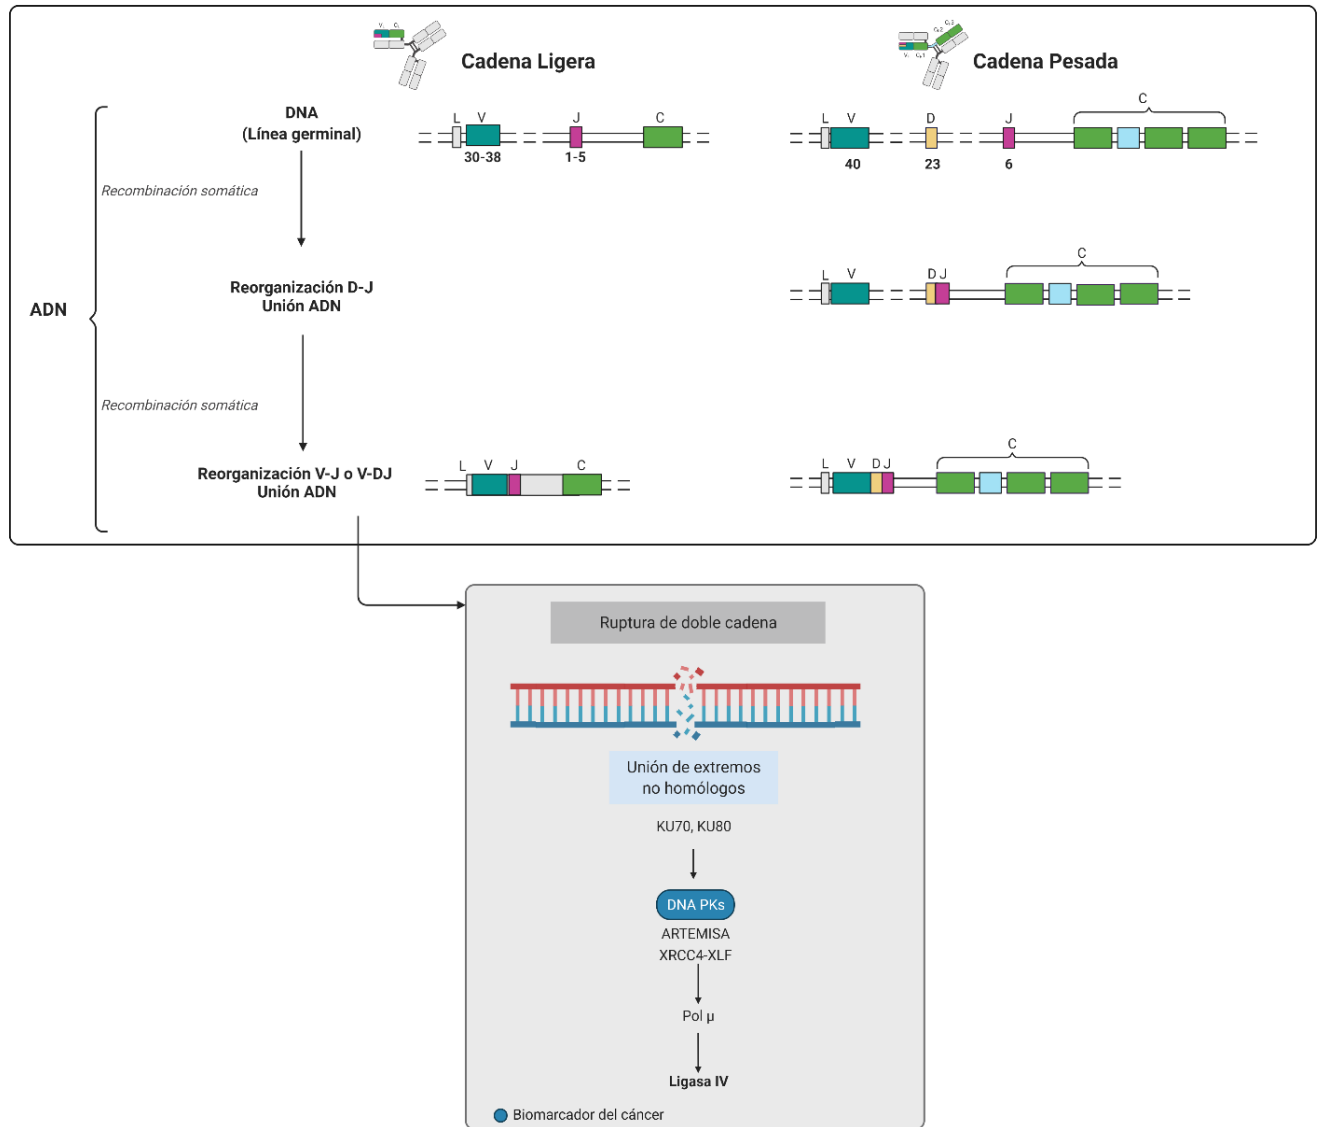 Cadena Ligera
Cadena Pesada
DNA
(Línea germinal)
L V J C
30-38 1-5
L V D J C
40 23 6
Recombinación somática
Reorganización D-J
Unión ADN
L V D J C
ADN
Recombinación somática
Reorganización V-J o V-DJ
Unión ADN
L V J C
L V D J C
Ruptura de doble cadena
Unión de extremos
no homólogos
KU70, KU80
DNA PKs
ARTEMISA
XRCC4-XLF
Pol µ
Ligasa IV
Biomarcador del cáncer